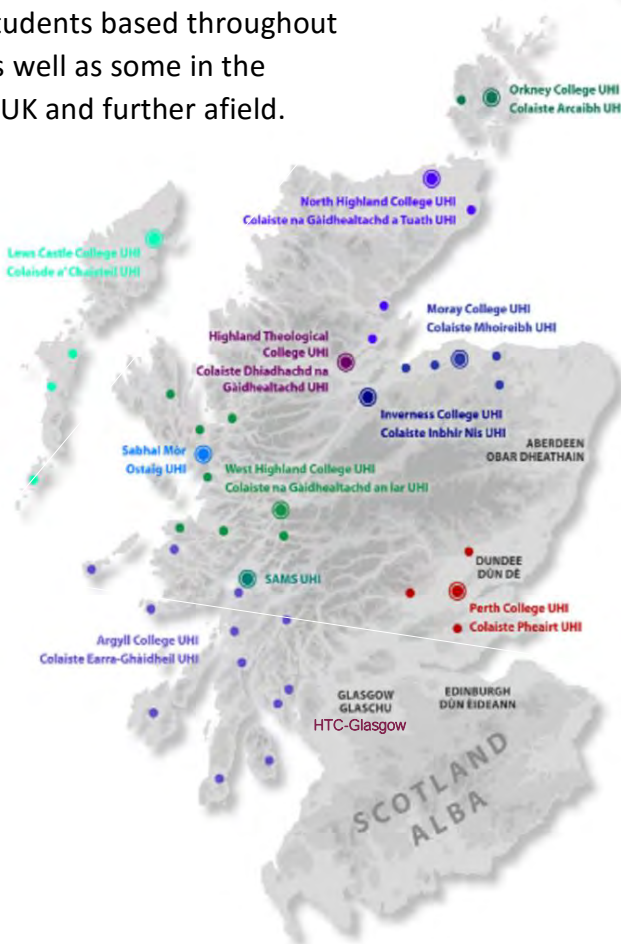 tudents based throughout
s well as some in the
UK and further afield.
Orkney College UHI
Colaiste Arcaibh UHI
North Highland College UHI
Colaiste na Gàidhealtachd a Tuath UHI
Lews Castle College UHI
Colaisde a' Chaisteil UHI
Moray College UHI
Colaiste Mhoireibh UHI
Highland Theological
College UHI
Colaiste Dhiadhachd na
Gàidhealtachd UHI
Inverness College UHI
Colaiste Inbhir Nis UHI
ABERDEEN
OBAR DHEATHAIN
Sabhal Mòr
Ostaig UHI
West Highland College UHI
Colaiste na Gàidhealtachd an Iar UHI
SAMS UHI
DUNDEE
DÙN DÈ
Perth College UHI
Colaiste Pheairt UHI
Argyll College UHI
Colaiste Earra-Ghàidheil UHI
GLASGOW
GLASCHU
HTC-Glasgow
EDINBURGH
DÙN ÈIDEANN
SCOTLAND
ALBA